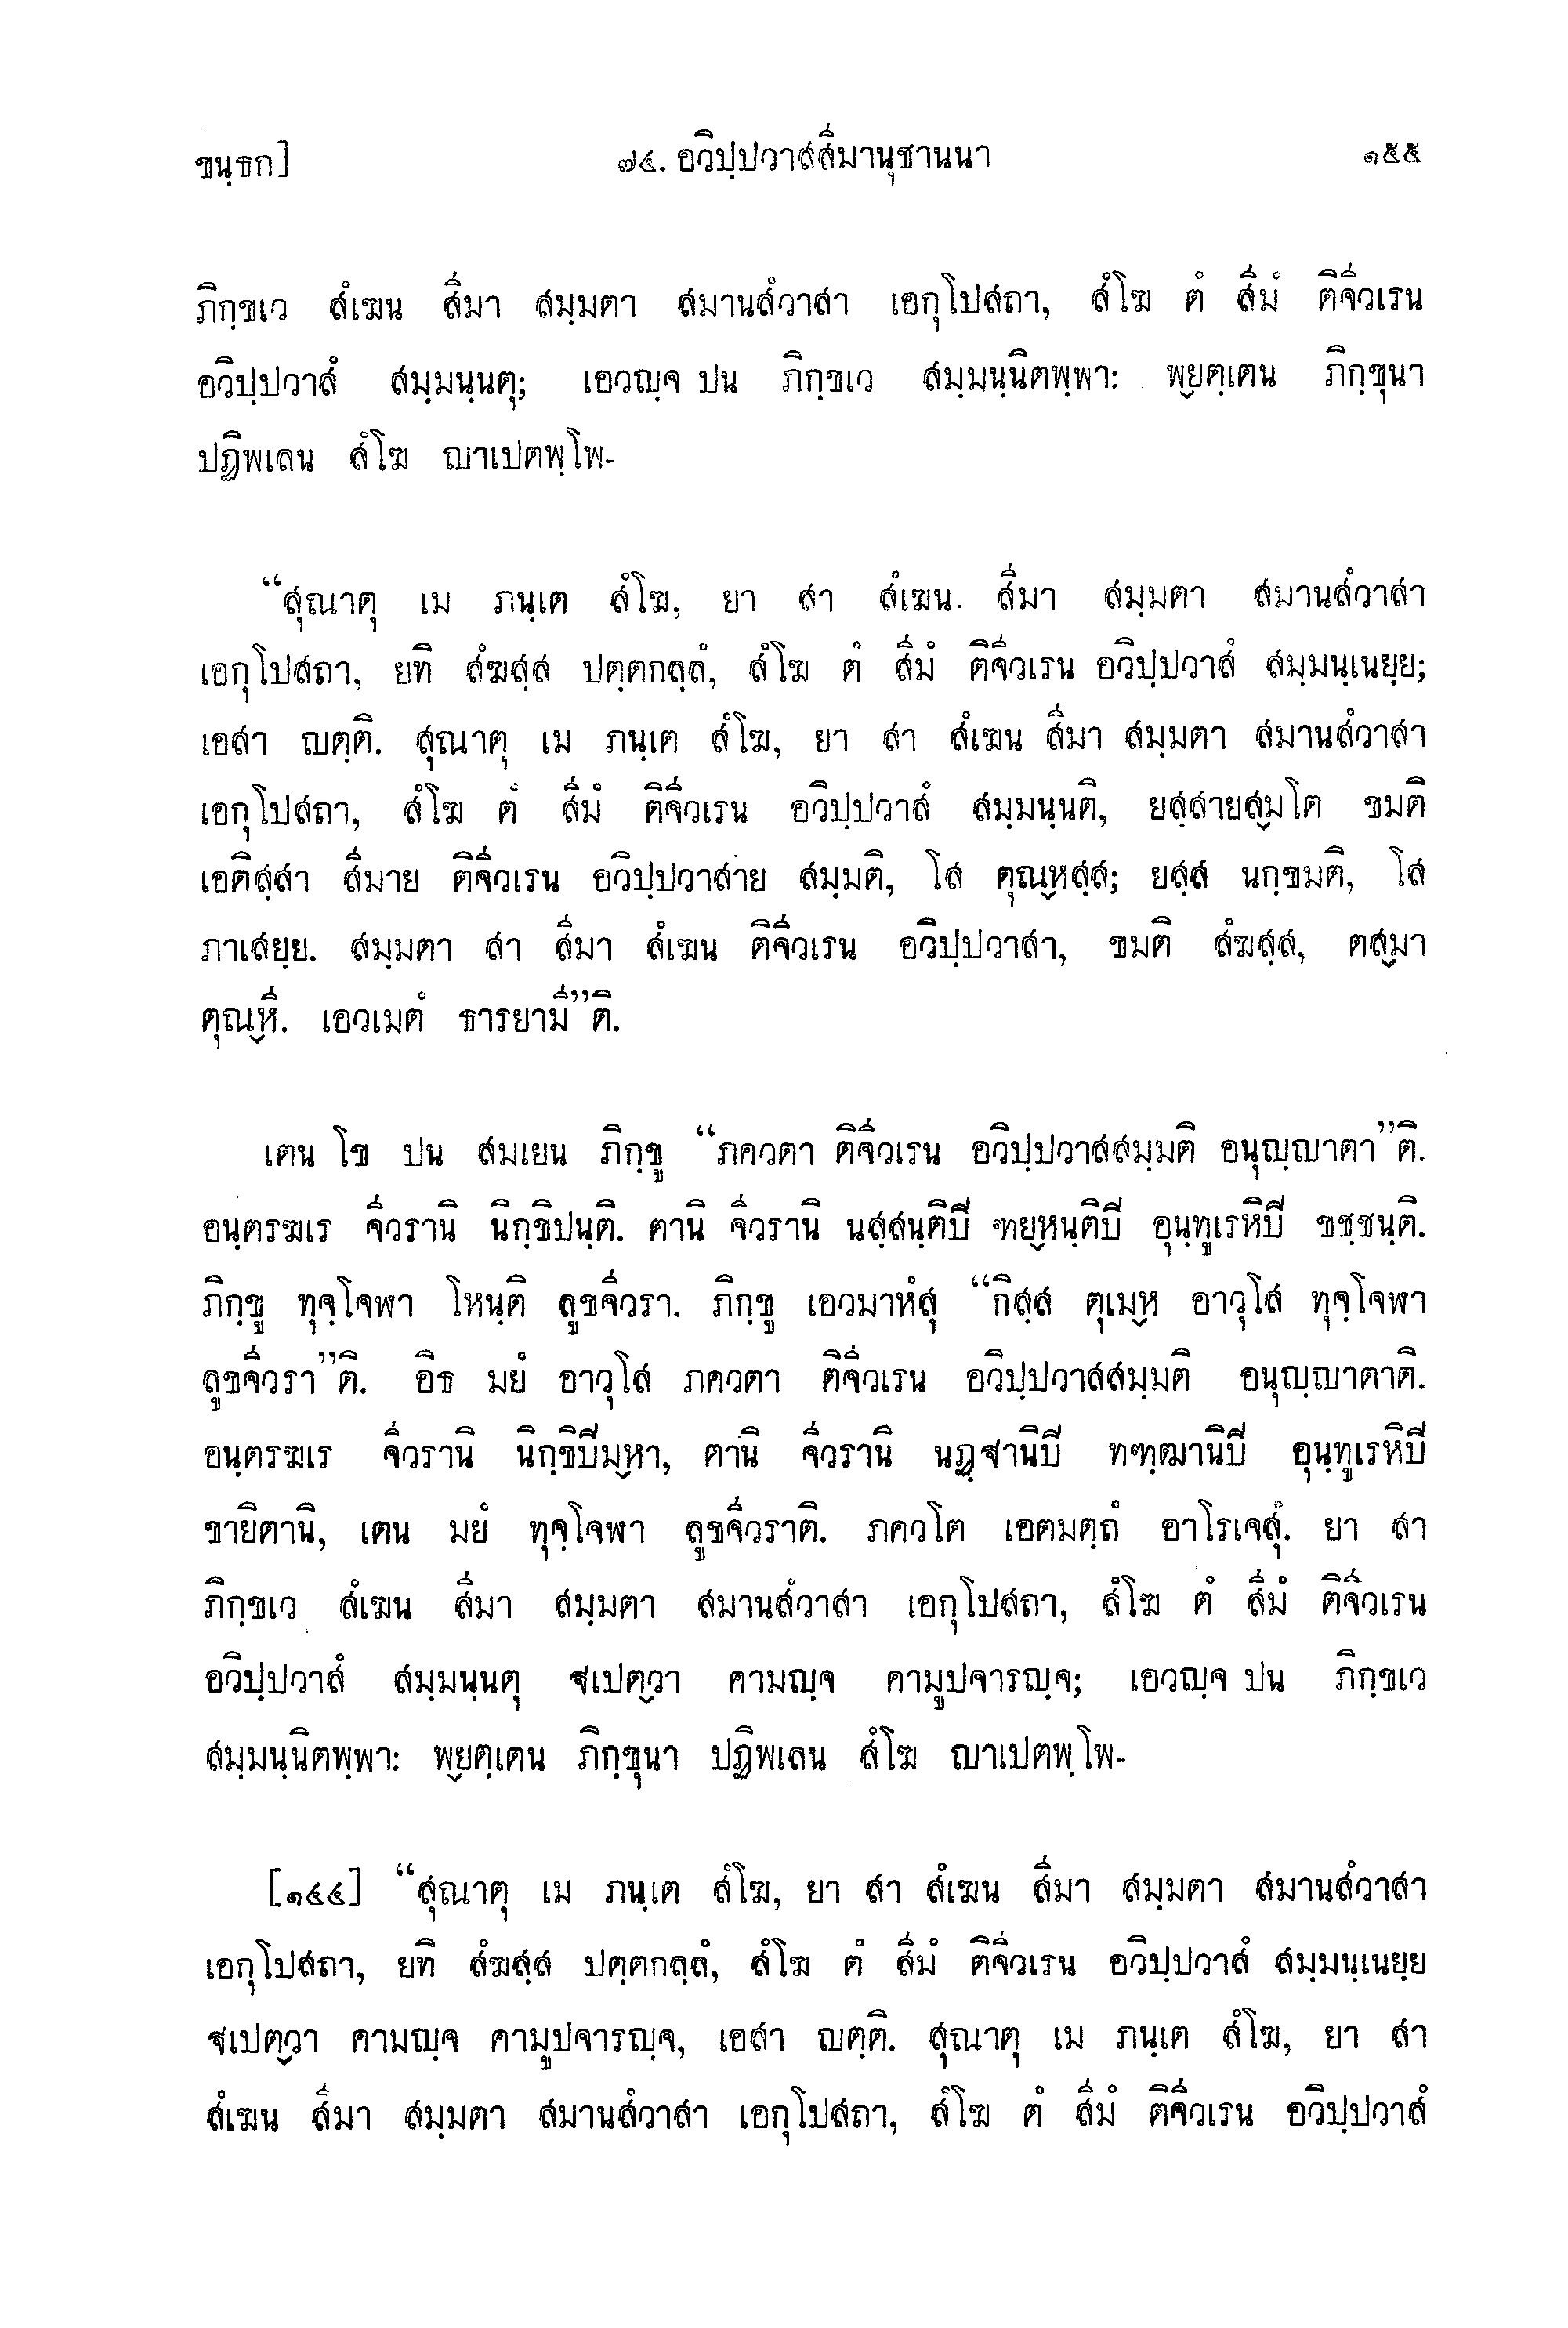 ขนฺธก]
๗๔. อวิปฺปวาสสีมานุชานนา
๑๕๕
ภิกฺขเว สํเฆน สีมา สมฺมตา สมานสํวาสา เอกุโปสถา, สํโฆ ตํ สีมํ ติจีวเรน
อวิปฺปวาสํ สมฺมนฺนตุ; เอวญฺจ ปน ภิกฺขเว สมฺมนฺนิตพฺพา: พฺยตฺเตน ภิกฺขุนา
ปฏิพเลน สํโฆ ญาเปตพฺโพ-
“สุณาตุ เม ภนฺเต สํโฆ, ยา สา สํเฆน. สีมา สมฺมตา สมานสํวาสา
เอกุโปสถา, ยทิ สํฆสฺส ปตฺตกลฺลํ, สํโฆ ตํ สีมํ ติจีวเรน อวิปฺปวาสํ สมฺมนฺเนยฺย;
เอสา ญตฺติ. สุณาตุ เม ภนฺเต สํโฆ, ยา สา สํเฆน สีมา สมฺมตา สมานสํวาสา
เอกุโปสถา, สํโฆ ตํ สีมํ ติจีวเรน อวิปฺปวาสํ สมฺมนฺนติ, ยสฺสายสฺมโต ขมติ
เอติสฺสา สีมาย ติจีวเรน อวิปฺปวาสาย สมฺมติ, โส ตุณฺหสฺส; ยสฺส นกฺขมติ, โส
ภาเสยฺย. สมฺมตา สา สีมา สํเฆน ติจีวเรน อวิปฺปวาสา, ขมติ สํฆสฺส, ตสฺมา
ตุณฺหี. เอวเมตํ ธารยามี”ติ.
เตน โข ปน สมเยน ภิกฺขู “ภควตา ติจีวเรน อวิปฺปวาสสมฺมติ อนุญฺญาตา”ติ.
อนฺตรฆเร จีวรานิ นิกฺขิปนฺติ. ตานิ จีวรานิ นสฺสนฺติปิ ฑยฺหนฺติปิ อุนฺทูเรหิปิ ขชฺชนฺติ.
ภิกฺขู ทุจฺโจฬา โหนฺติ ลูขจีวรา. ภิกฺขู เอวมาหํสุ “กิสฺส ตุเมฺห อาวุโส ทุจฺโจฬา
ลูขจีวรา”ติ. อิธ มยํ อาวุโส ภควตา ติจีวเรน อวิปฺปวาสสมฺมติ อนุญฺญาตาติ.
อนฺตรฆเร จีวรานิ นิกฺขิปิมฺหา, ตานิ จีวรานิ นฏฺฐานิปิ ทฑฺฒานิปิ อุนฺทูเรหิปิ
ขายิตานิ, เตน มยํ ทุจฺโจฬา ลูขจีวราติ. ภควโต เอตมตฺถํ อาโรเจสุํ. ยา สา
ภิกฺขเว สํเฆน สีมา สมฺมตา สมานสํวาสา เอกุโปสถา, สํโฆ ตํ สีมํ ติจีวเรน
อวิปฺปวาสํ สมฺมนฺนตุ ฐเปตฺวา คามญฺจ คามูปจารญฺจ; เอวญฺจ ปน ภิกฺขเว
สมฺมนฺนิตพฺพา: พฺยตฺเตน ภิกฺขุนา ปฏิพเลน สํโฆ ญาเปตพฺโพ-
[๑๔๔] “สุณาตุ เม ภนฺเต สํโฆ, ยา สา สํเฆน สีมา สมฺมตา สมานสํวาสา
เอกุโปสถา, ยทิ สํฆสฺส ปตฺตกลฺลํ, สํโฆ ตํ สีมํ ติจีวเรน อวิปฺปวาสํ สมฺมนฺเนยฺย
ฐเปตฺวา คามญฺจ คามูปจารญฺจ, เอสา ญตฺติ. สุณาตุ เม ภนฺเต สํโฆ, ยา สา
สํเฆน สีมา สมฺมตา สมานสํวาสา เอกุโปสถา, สํโฆ ตํ สีมํ ติจีวเรน อวิปฺปวาสํ